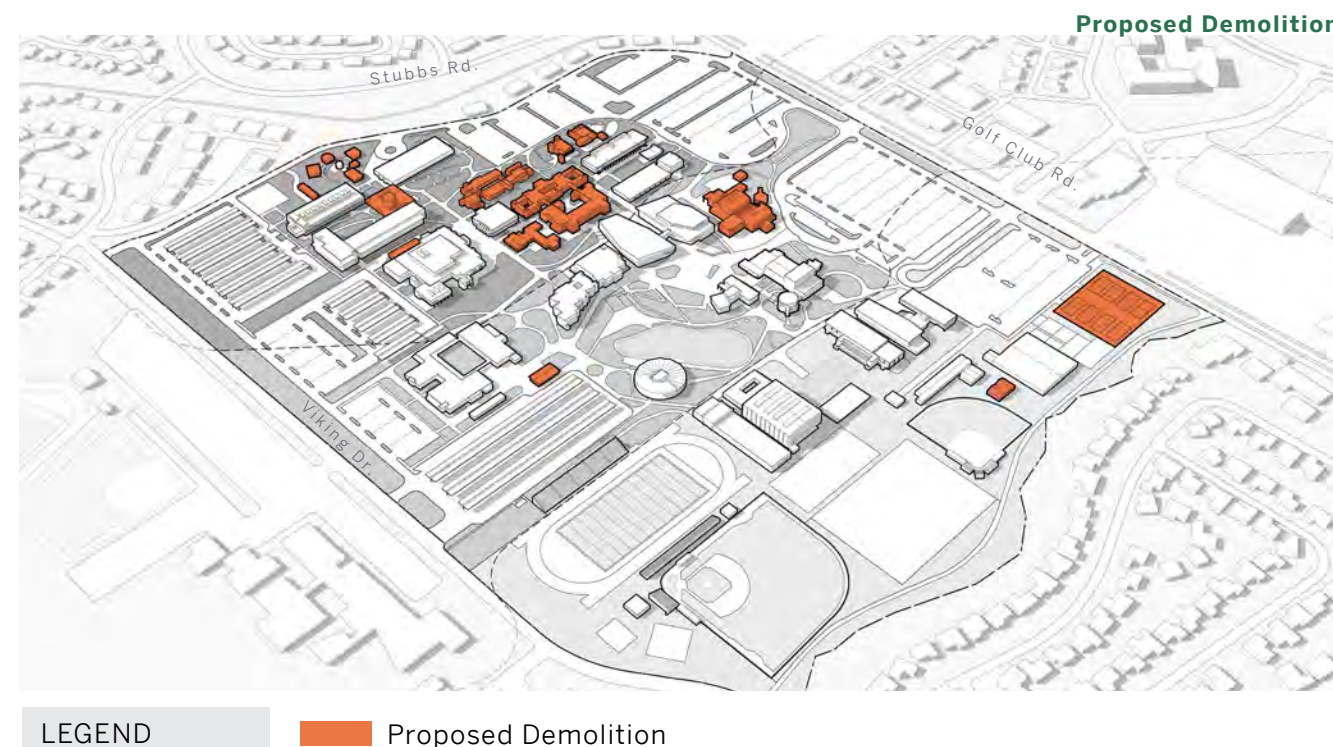 Proposed Demolition
Stubbs Rd.
Golf Club Rd.
Viking Dr.
LEGEND
Proposed Demolition